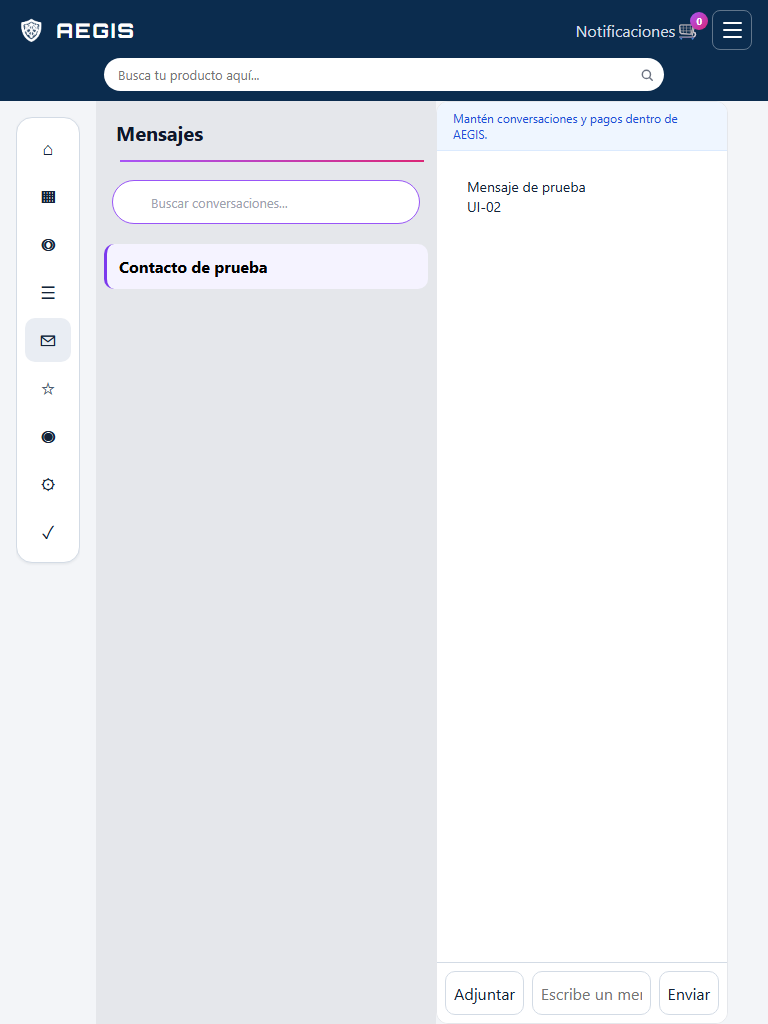 AEGIS
Notificaciones
0
Busca tu producto aquí...
Mensajes
Buscar conversaciones...
Contacto de prueba
Mantén conversaciones y pagos dentro de
AEGIS.
Mensaje de prueba
UI-02
Adjuntar
Escribe un men
Enviar